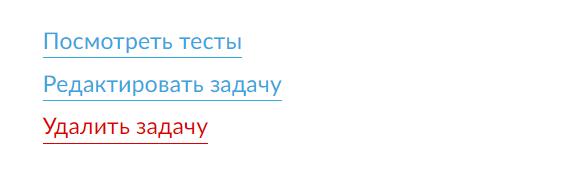 Посмотреть тесты
Редактировать задачу
Удалить задачу